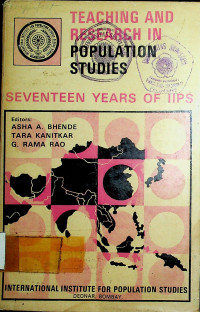 TEACHING AND
RESEARCH IN
POPULATION
STUDIES
SEVENTEEN YEARS OF IIPS
Editors:
ASHA A. BHENDE
TARA KANITKAR
G. RAMA RAO
INTERNATIONAL INSTITUTE FOR POPULATION STUDIES
DEONAR, BOMBAY.